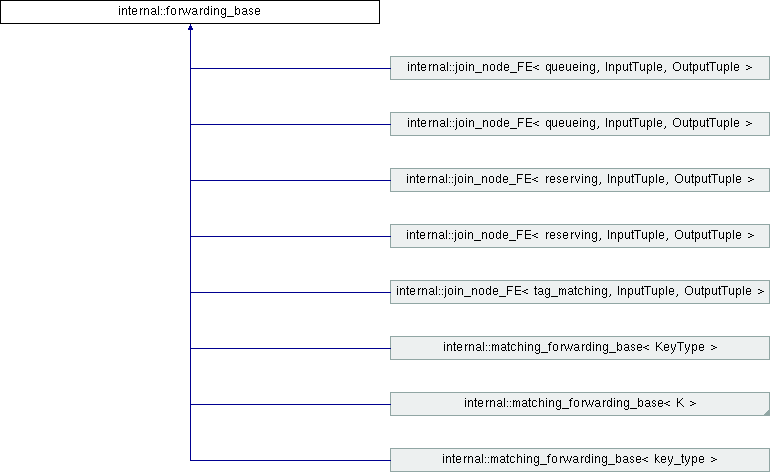 internal::forwarding_base
internal::join_node_FE< queueing, InputTuple, OutputTuple >
internal::join_node_FE< queueing, InputTuple, OutputTuple >
internal::join_node_FE< reserving, InputTuple, OutputTuple >
internal::join_node_FE< reserving, InputTuple, OutputTuple >
internal::join_node_FE< tag_matching, InputTuple, OutputTuple >
internal::matching_forwarding_base< KeyType >
internal::matching_forwarding_base< K >
internal::matching_forwarding_base< key_type >